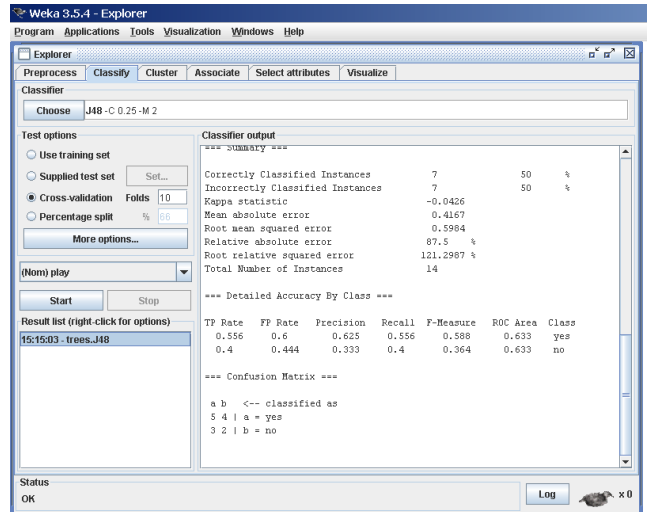 Weka 3.5.4 - Explorer
Program Applications Tools Visualization Windows Help
Explorer
Preprocess Classify Cluster Associate Select attributes Visualize
Classifier
Choose J48 -C 0.25 -M 2
Test options
Use training set
Supplied test set Set...
Cross-validation Folds 10
Percentage split % 66
More options...
(Nom) play
Start Stop
Result list (right-click for options)
15:15:03 - trees.J48
Classifier output
=== Summary ===
Correctly Classified Instances 7 50 %
Incorrectly Classified Instances 7 50 %
Kappa statistic -0.0426
Mean absolute error 0.4167
Root mean squared error 0.5984
Relative absolute error 87.5 %
Root relative squared error 121.2987 %
Total Number of Instances 14
=== Detailed Accuracy By Class ===
TP Rate FP Rate Precision Recall F-Measure ROC Area Class
0.556 0.6 0.625 0.556 0.588 0.633 yes
0.4 0.444 0.333 0.4 0.364 0.633 no
=== Confusion Matrix ===
a b <-- classified as
5 4 | a = yes
3 2 | b = no
Status
OK
Log
x 0